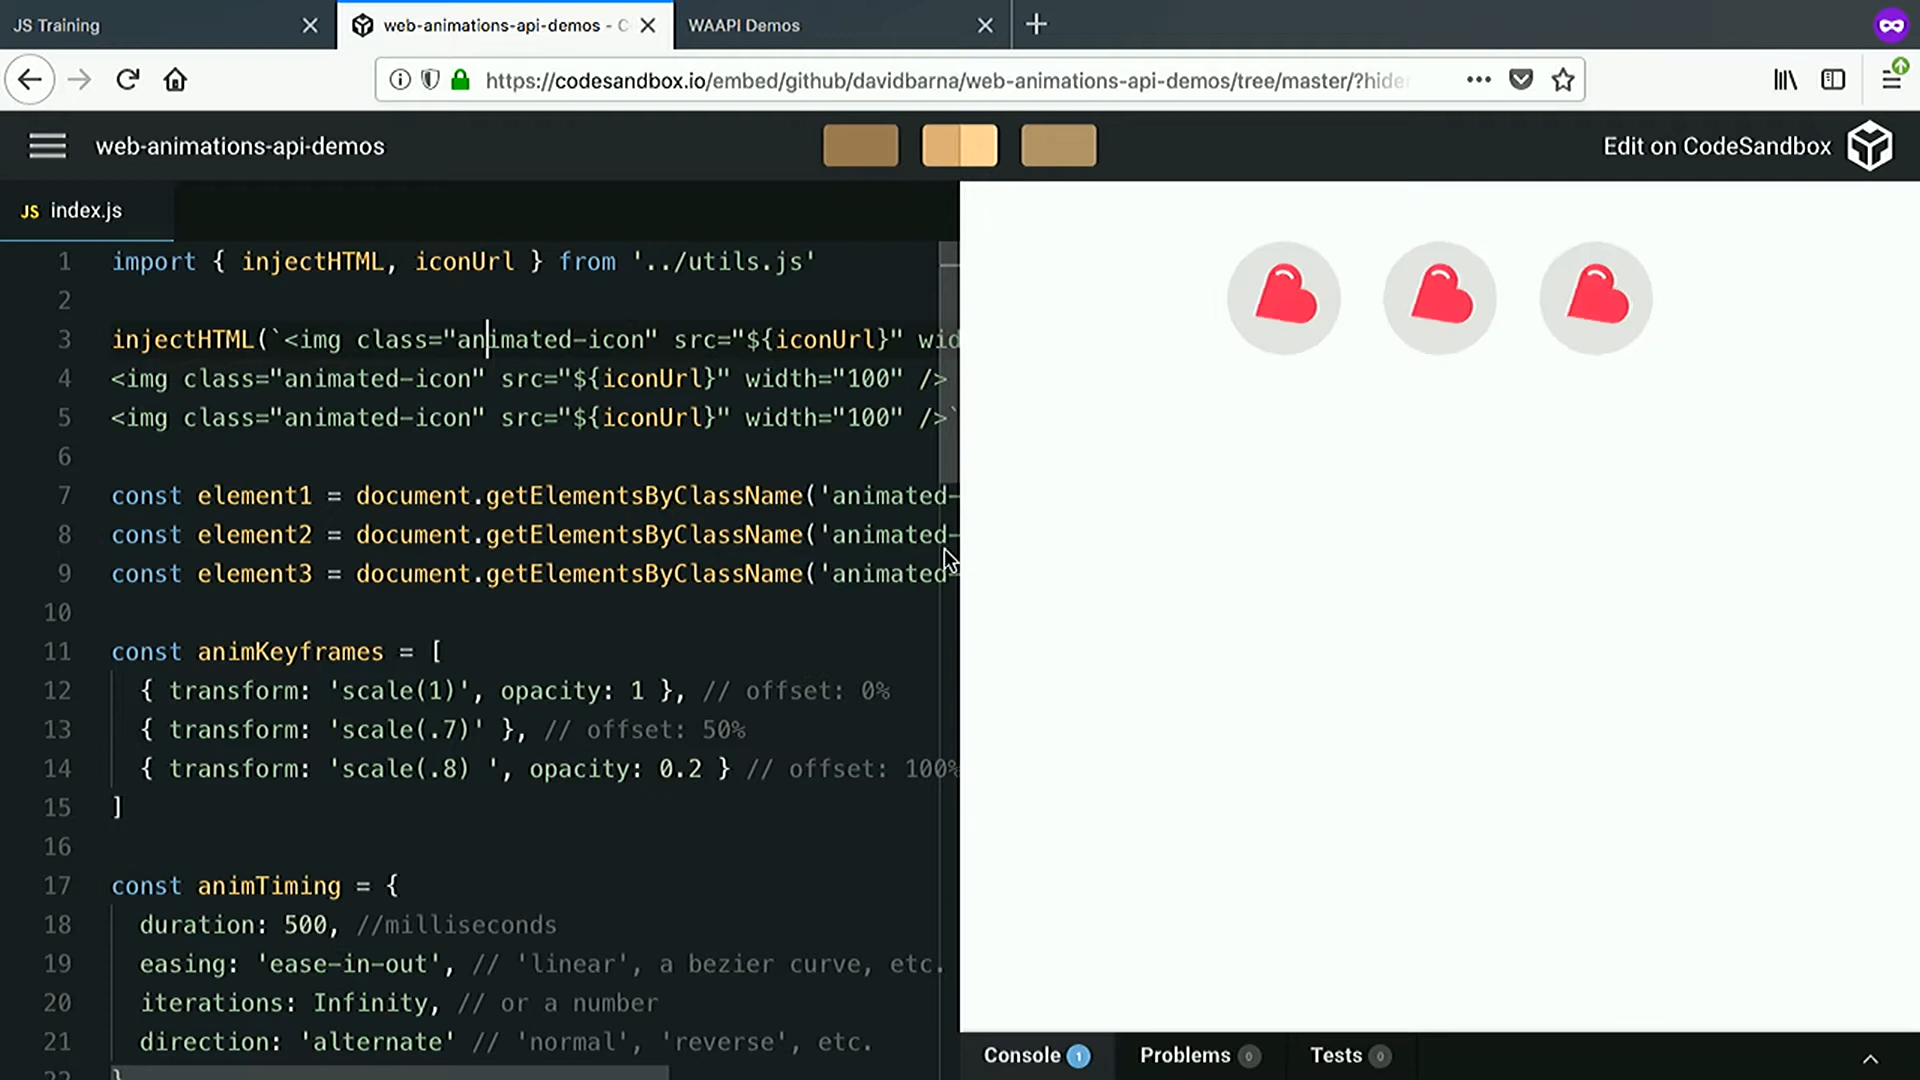 JS Training
web-animations-api-demos - C
WAAPI Demos
https://codesandbox.io/embed/github/davidbarna/web-animations-api-demos/tree/master/?hide
web-animations-api-demos
Edit on CodeSandbox
JS index.js
1 import { injectHTML, iconUrl } from '../utils.js'
2
3 injectHTML(`<img class="animated-icon" src="${iconUrl}" wid
4 <img class="animated-icon" src="${iconUrl}" width="100" />
5 <img class="animated-icon" src="${iconUrl}" width="100" />`
6
7 const element1 = document.getElementsByClassName('animated-
8 const element2 = document.getElementsByClassName('animated-
9 const element3 = document.getElementsByClassName('animated-
10
11 const animKeyframes = [
12 { transform: 'scale(1)', opacity: 1 }, // offset: 0%
13 { transform: 'scale(.7)' }, // offset: 50%
14 { transform: 'scale(.8) ', opacity: 0.2 } // offset: 100%
15 ]
16
17 const animTiming = {
18 duration: 500, //milliseconds
19 easing: 'ease-in-out', // 'linear', a bezier curve, etc.
20 iterations: Infinity, // or a number
21 direction: 'alternate' // 'normal', 'reverse', etc.
22 }
Console 1 Problems 0 Tests 0